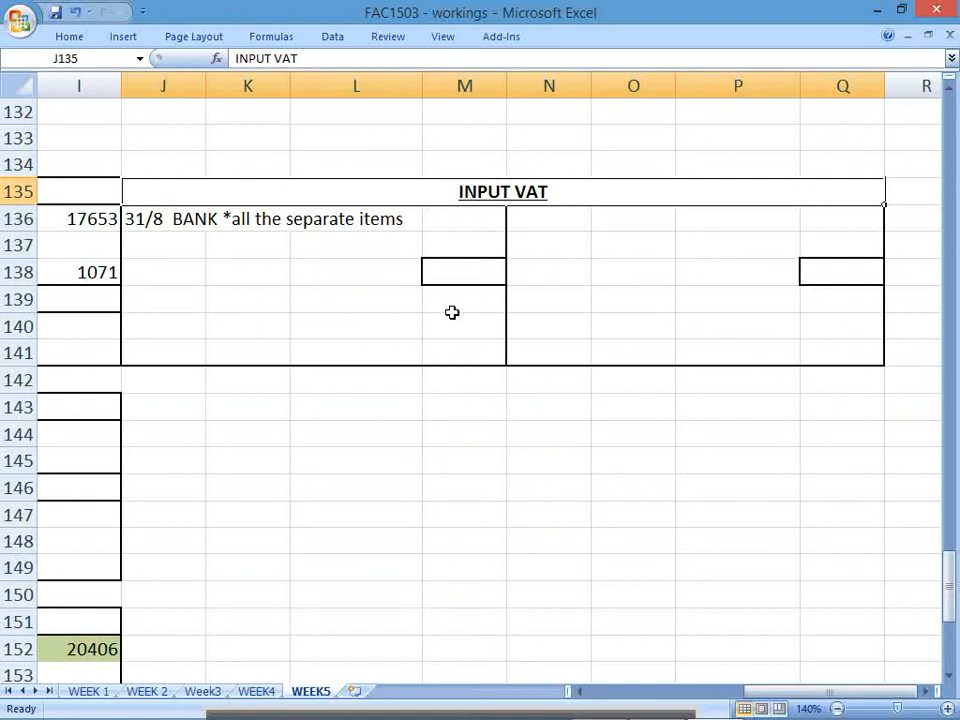 FAC1503 - workings - Microsoft Excel
Home Insert Page Layout Formulas Data Review View Add-Ins
J135 fx INPUT VAT
I J K L M N O P Q R
132
133
134
135 INPUT VAT
136 17653 31/8 BANK *all the separate items
137
138 1071
139
140
141
142
143
144
145
146
147
148
149
150
151
152 20406
153
WEEK 1 WEEK 2 Week3 WEEK4 WEEK5
Ready 140%